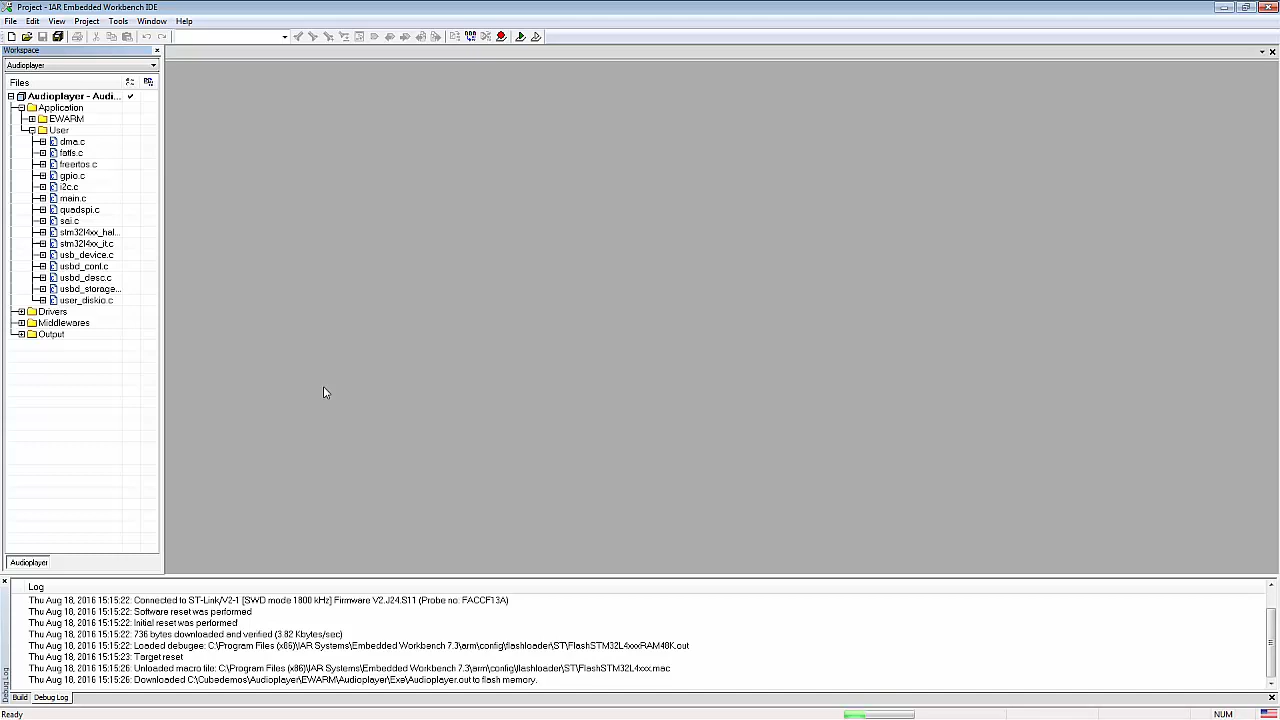 Project - IAR Embedded Workbench IDE
File Edit View Project Tools Window Help
Workspace
Audioplayer
Files
Audioplayer - Audi...
Application
EWARM
User
dma.c
fatfs.c
freertos.c
gpio.c
i2c.c
main.c
quadspi.c
sai.c
stm32l4xx_hal...
stm32l4xx_it.c
usb_device.c
usbd_conf.c
usbd_desc.c
usbd_storage...
user_diskio.c
Drivers
Middlewares
Output
Audioplayer
Log
Thu Aug 18, 2016 15:15:22: Connected to ST-Link/V2-1 [SWD mode 1800 kHz] Firmware V2.J24.S11 (Probe no: FACCF13A)
Thu Aug 18, 2016 15:15:22: Software reset was performed
Thu Aug 18, 2016 15:15:22: Initial reset was performed
Thu Aug 18, 2016 15:15:22: 736 bytes downloaded and verified (3.82 Kbytes/sec)
Thu Aug 18, 2016 15:15:22: Loaded debugee: C:\Program Files (x86)\IAR Systems\Embedded Workbench 7.3\arm\config\flashloader\ST\FlashSTM32L4xxxRAM48K.out
Thu Aug 18, 2016 15:15:23: Target reset
Thu Aug 18, 2016 15:15:26: Unloaded macro file: C:\Program Files (x86)\IAR Systems\Embedded Workbench 7.3\arm\config\flashloader\ST\FlashSTM32L4xxx.mac
Thu Aug 18, 2016 15:15:26: Downloaded C:\Cubedemos\Audioplayer\EWARM\Audioplayer\Exe\Audioplayer.out to flash memory.
Debug Log
Build Debug Log
Ready NUM